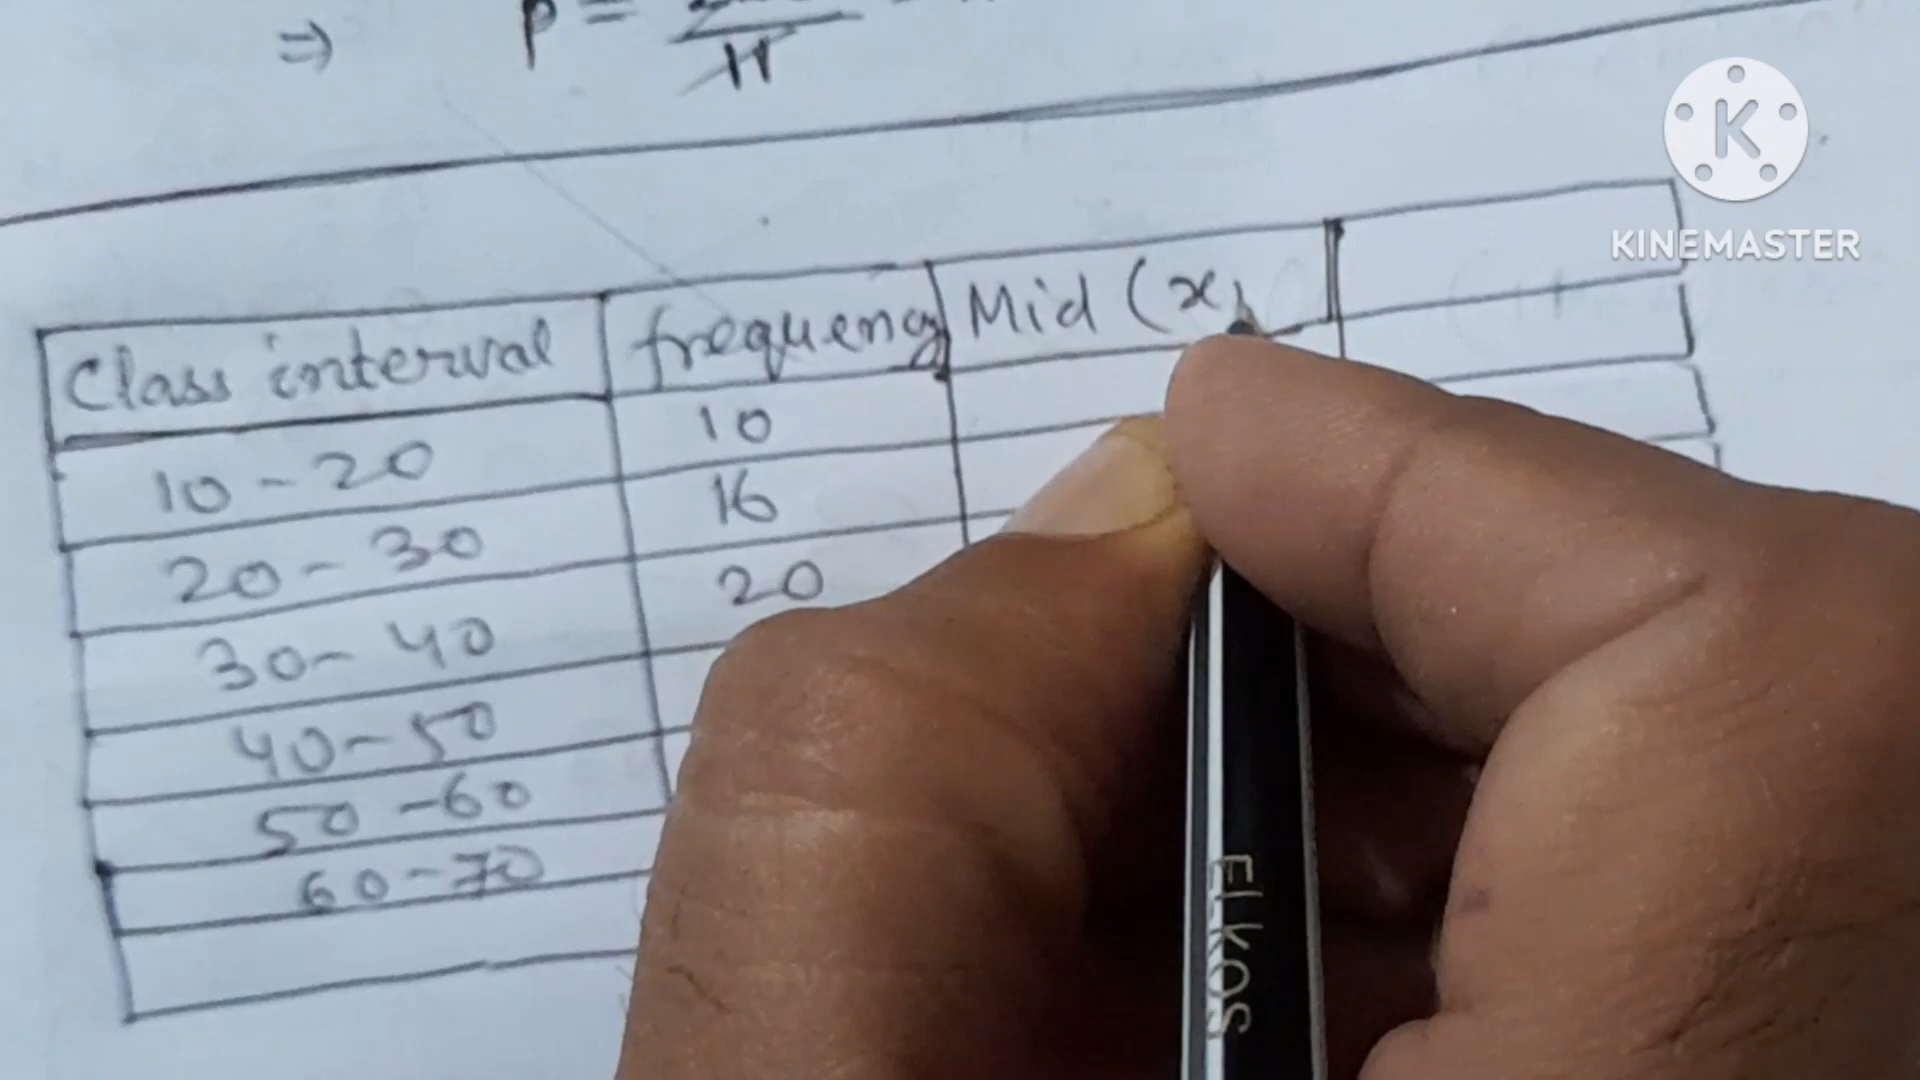 ⇒ P =
π
K
KINEMASTER
Class interval frequency Mid (x)
10-20 10
20-30 16
30-40 20
40-50
50-60
60-70
ELKOS